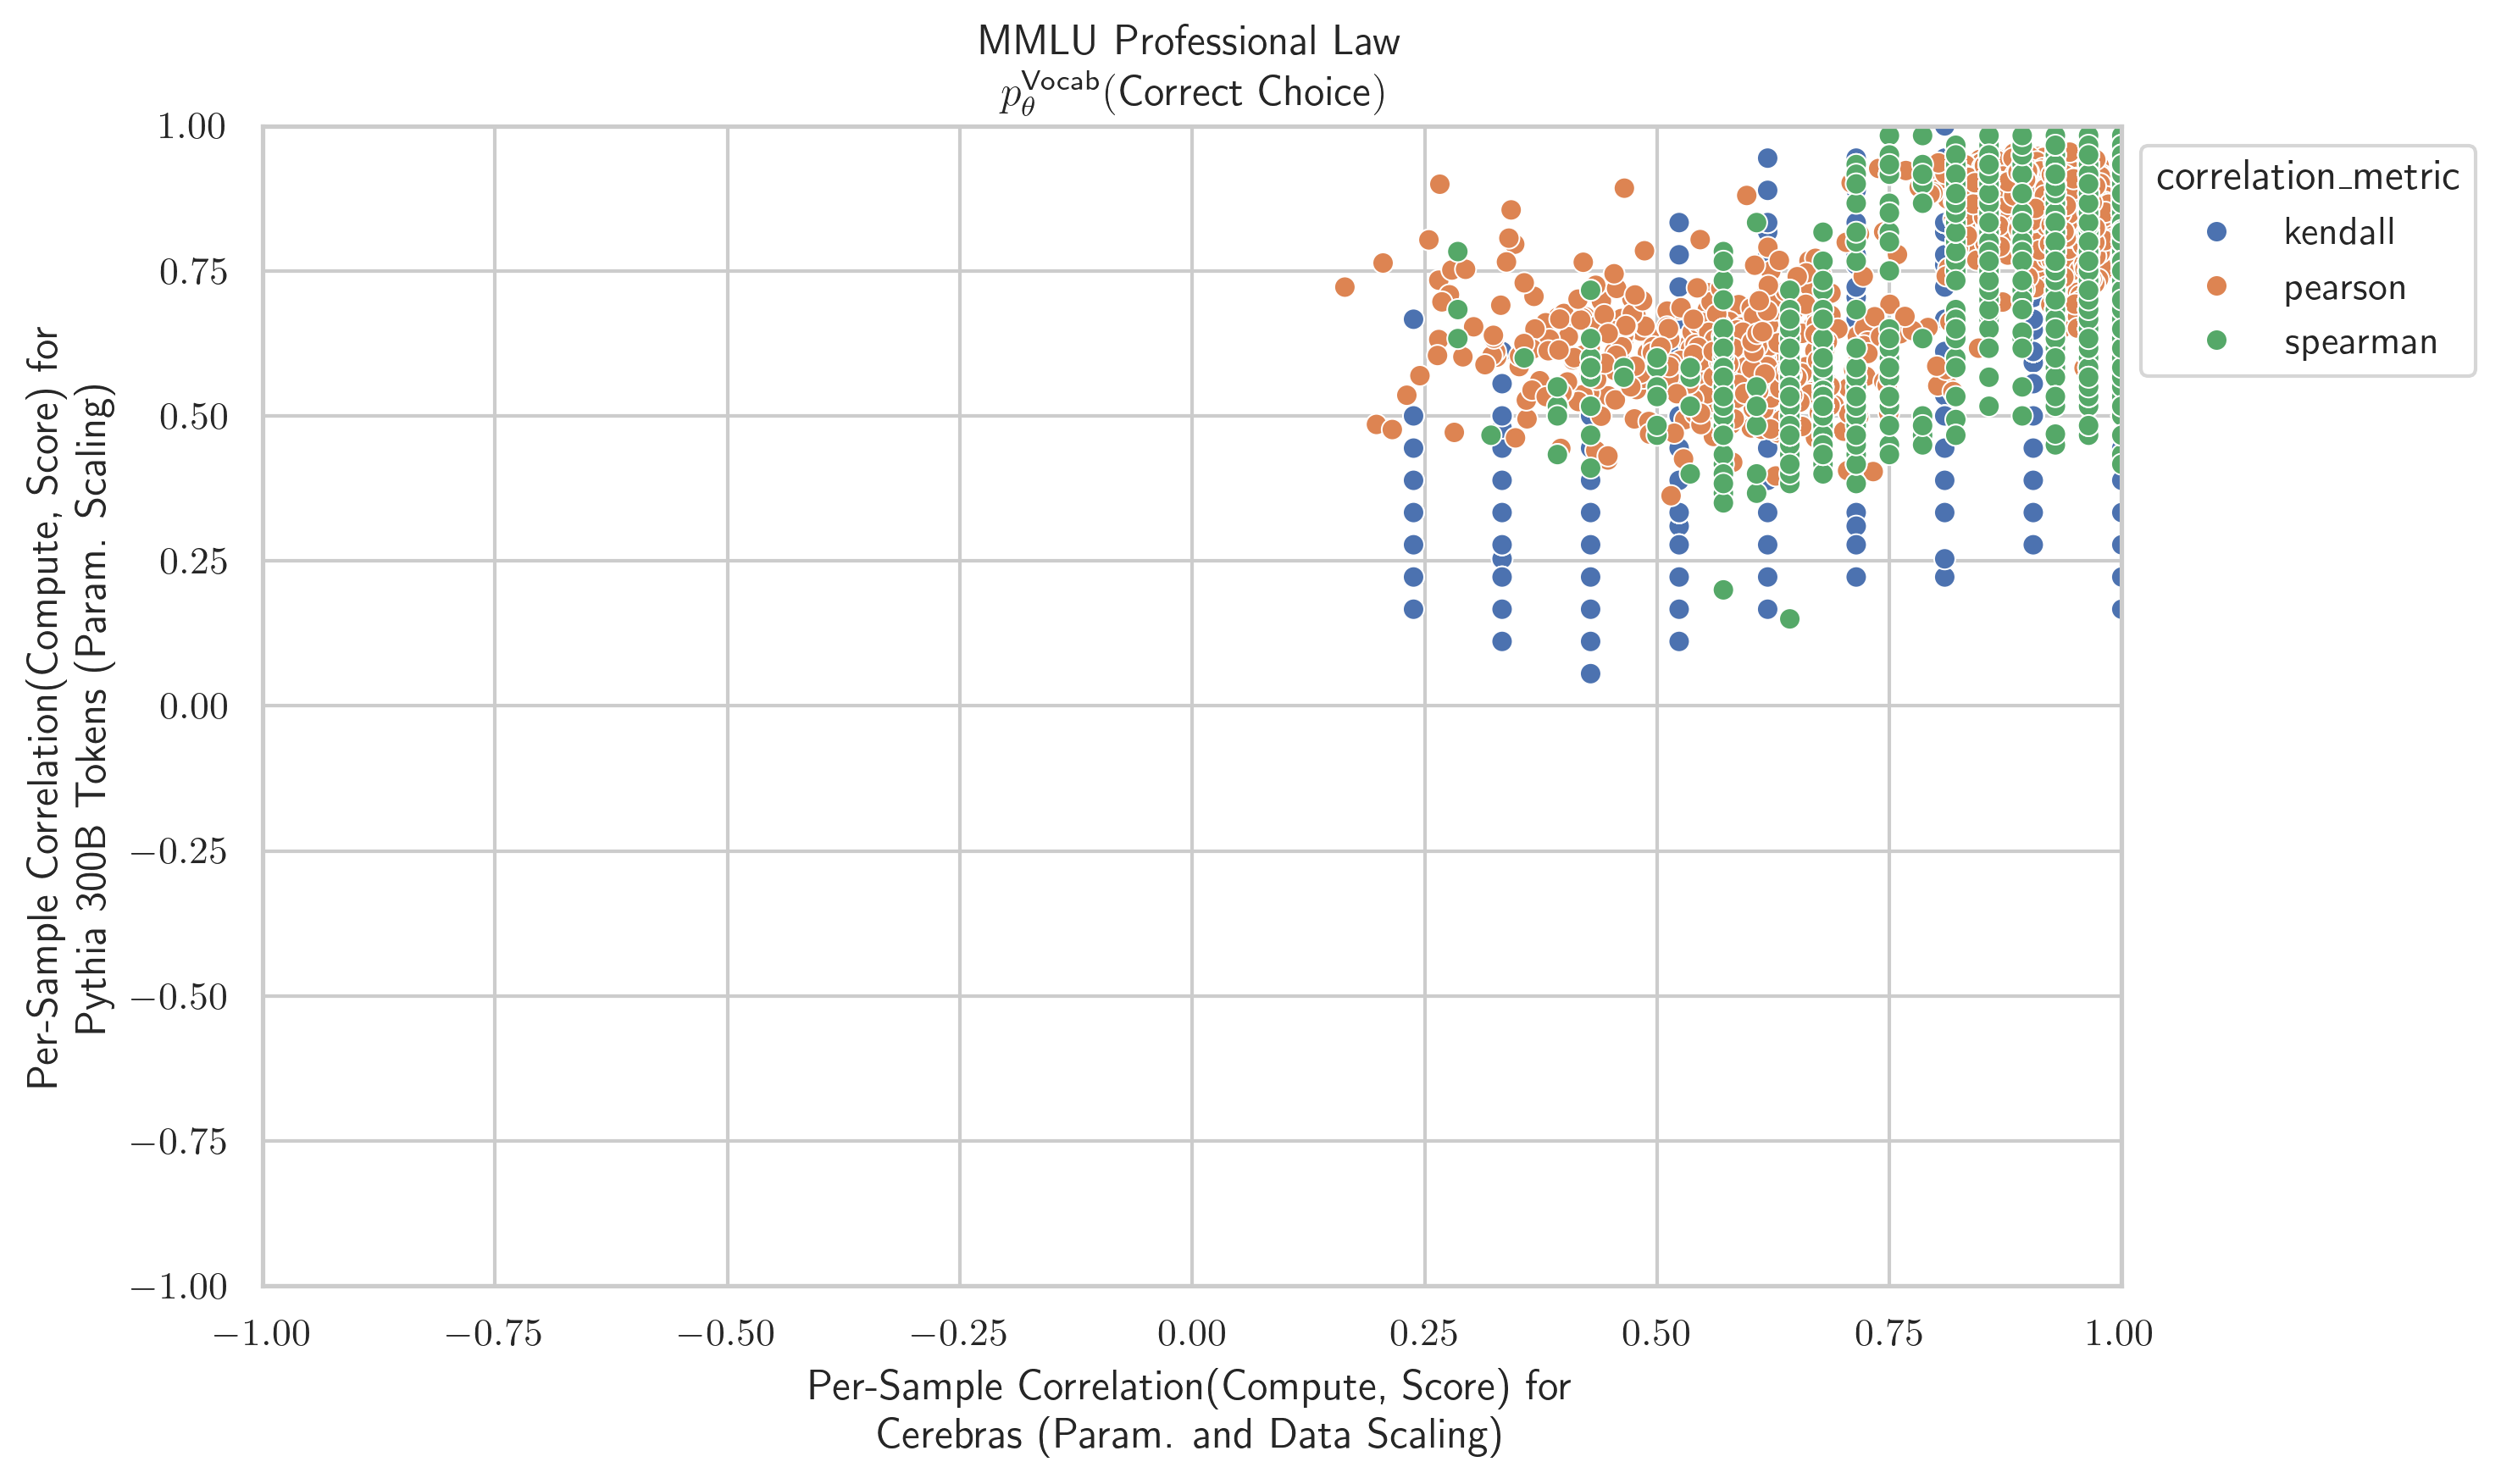 MMLU Professional Law
p_θ^Vocab(Correct Choice)
1.00
0.75
0.50
0.25
0.00
−0.25
−0.50
−0.75
−1.00
Per-Sample Correlation(Compute, Score) for
Pythia 300B Tokens (Param. Scaling)
correlation_metric
kendall
pearson
spearman
−1.00 −0.75 −0.50 −0.25 0.00 0.25 0.50 0.75 1.00
Per-Sample Correlation(Compute, Score) for
Cerebras (Param. and Data Scaling)